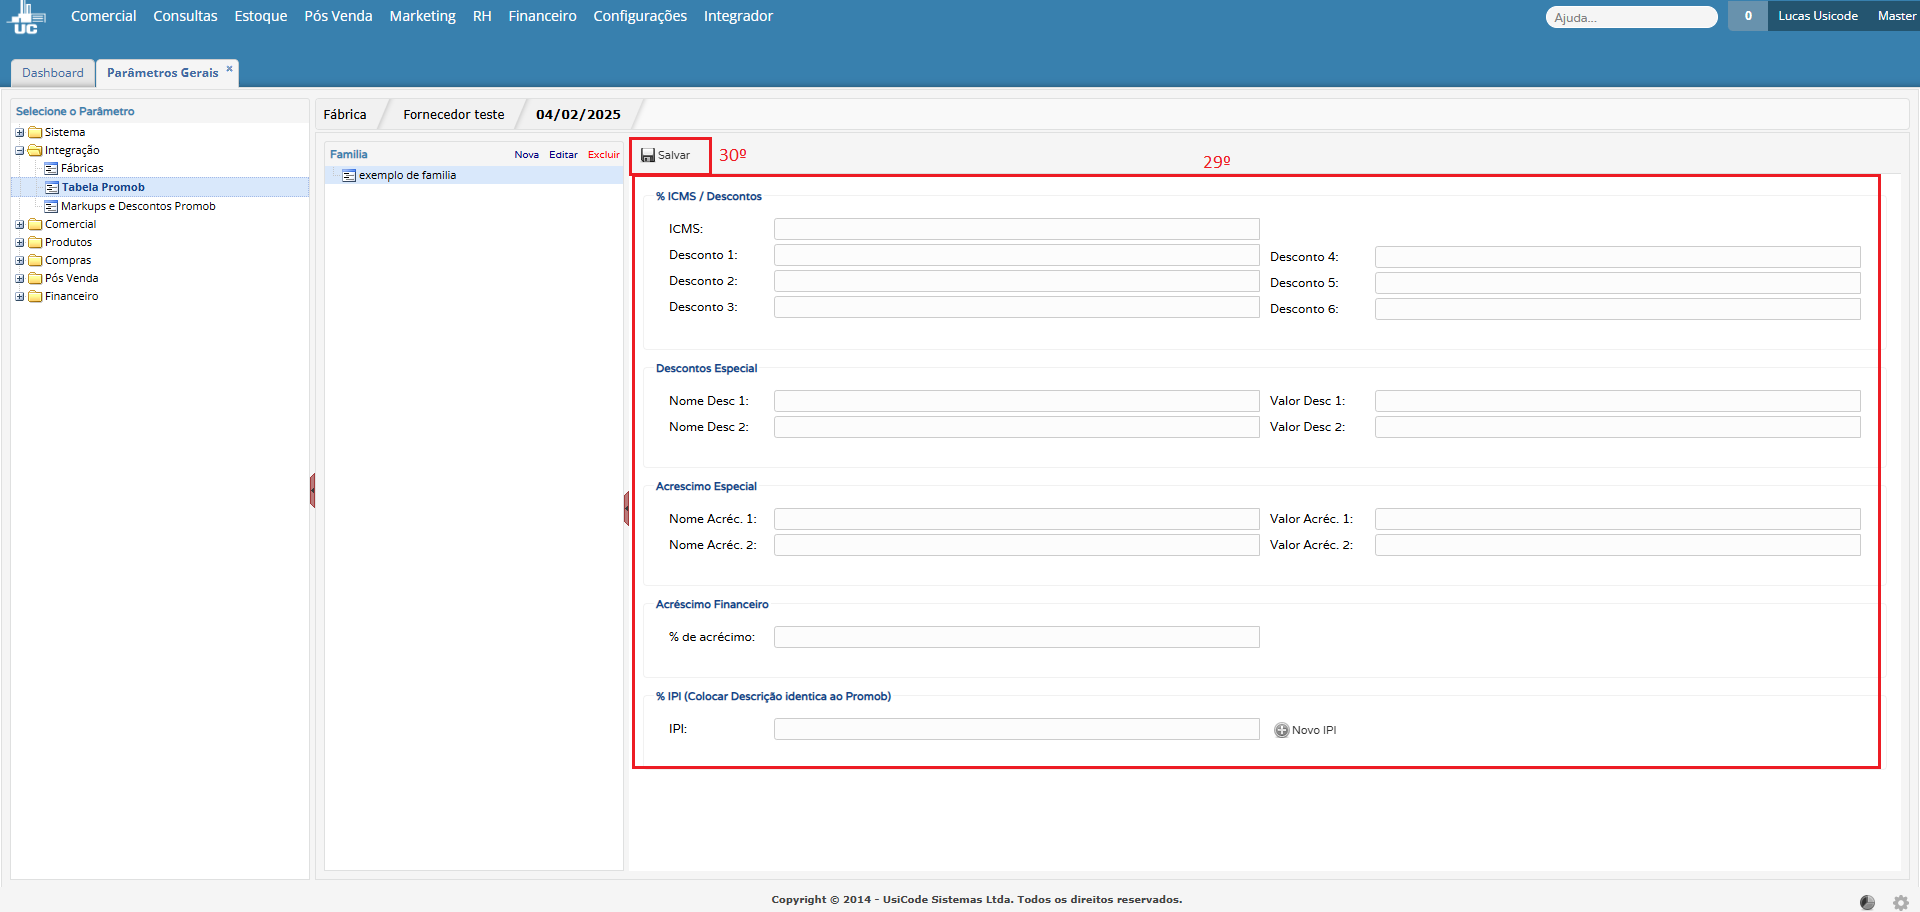 UC
Comercial Consultas Estoque Pós Venda Marketing RH Financeiro Configurações Integrador
Ajuda...
0
Lucas Usicode
Master
Dashboard
Parâmetros Gerais
Selecione o Parâmetro
Sistema
Integração
Fábricas
Tabela Promob
Markups e Descontos Promob
Comercial
Produtos
Compras
Pós Venda
Financeiro
Fábrica
Fornecedor teste
04/02/2025
Familia
Nova Editar Excluir
exemplo de familia
Salvar
30º
29º
% ICMS / Descontos
ICMS:
Desconto 1:
Desconto 4:
Desconto 2:
Desconto 5:
Desconto 3:
Desconto 6:
Descontos Especial
Nome Desc 1:
Valor Desc 1:
Nome Desc 2:
Valor Desc 2:
Acrescimo Especial
Nome Acréc. 1:
Valor Acréc. 1:
Nome Acréc. 2:
Valor Acréc. 2:
Acréscimo Financeiro
% de acrécimo:
% IPI (Colocar Descrição identica ao Promob)
IPI:
Novo IPI
Copyright © 2014 - UsiCode Sistemas Ltda. Todos os direitos reservados.